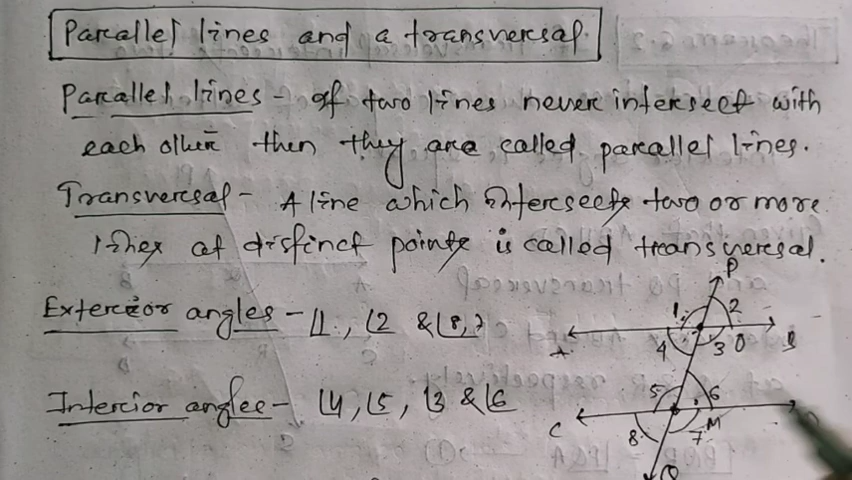 Parallel lines and a transversal
Parallel lines - If two lines never intersect with
each other then they are called parallel lines.
Transversal - A line which intersects two or more
lines at distinct points is called transversal.
Exterior angles - ∠1, ∠2 & ∠8, 7
Interior angles - ∠4, ∠5, ∠3 & ∠6
P
1 2
A 4 3 O B
5 6
C 8 7 M
Q